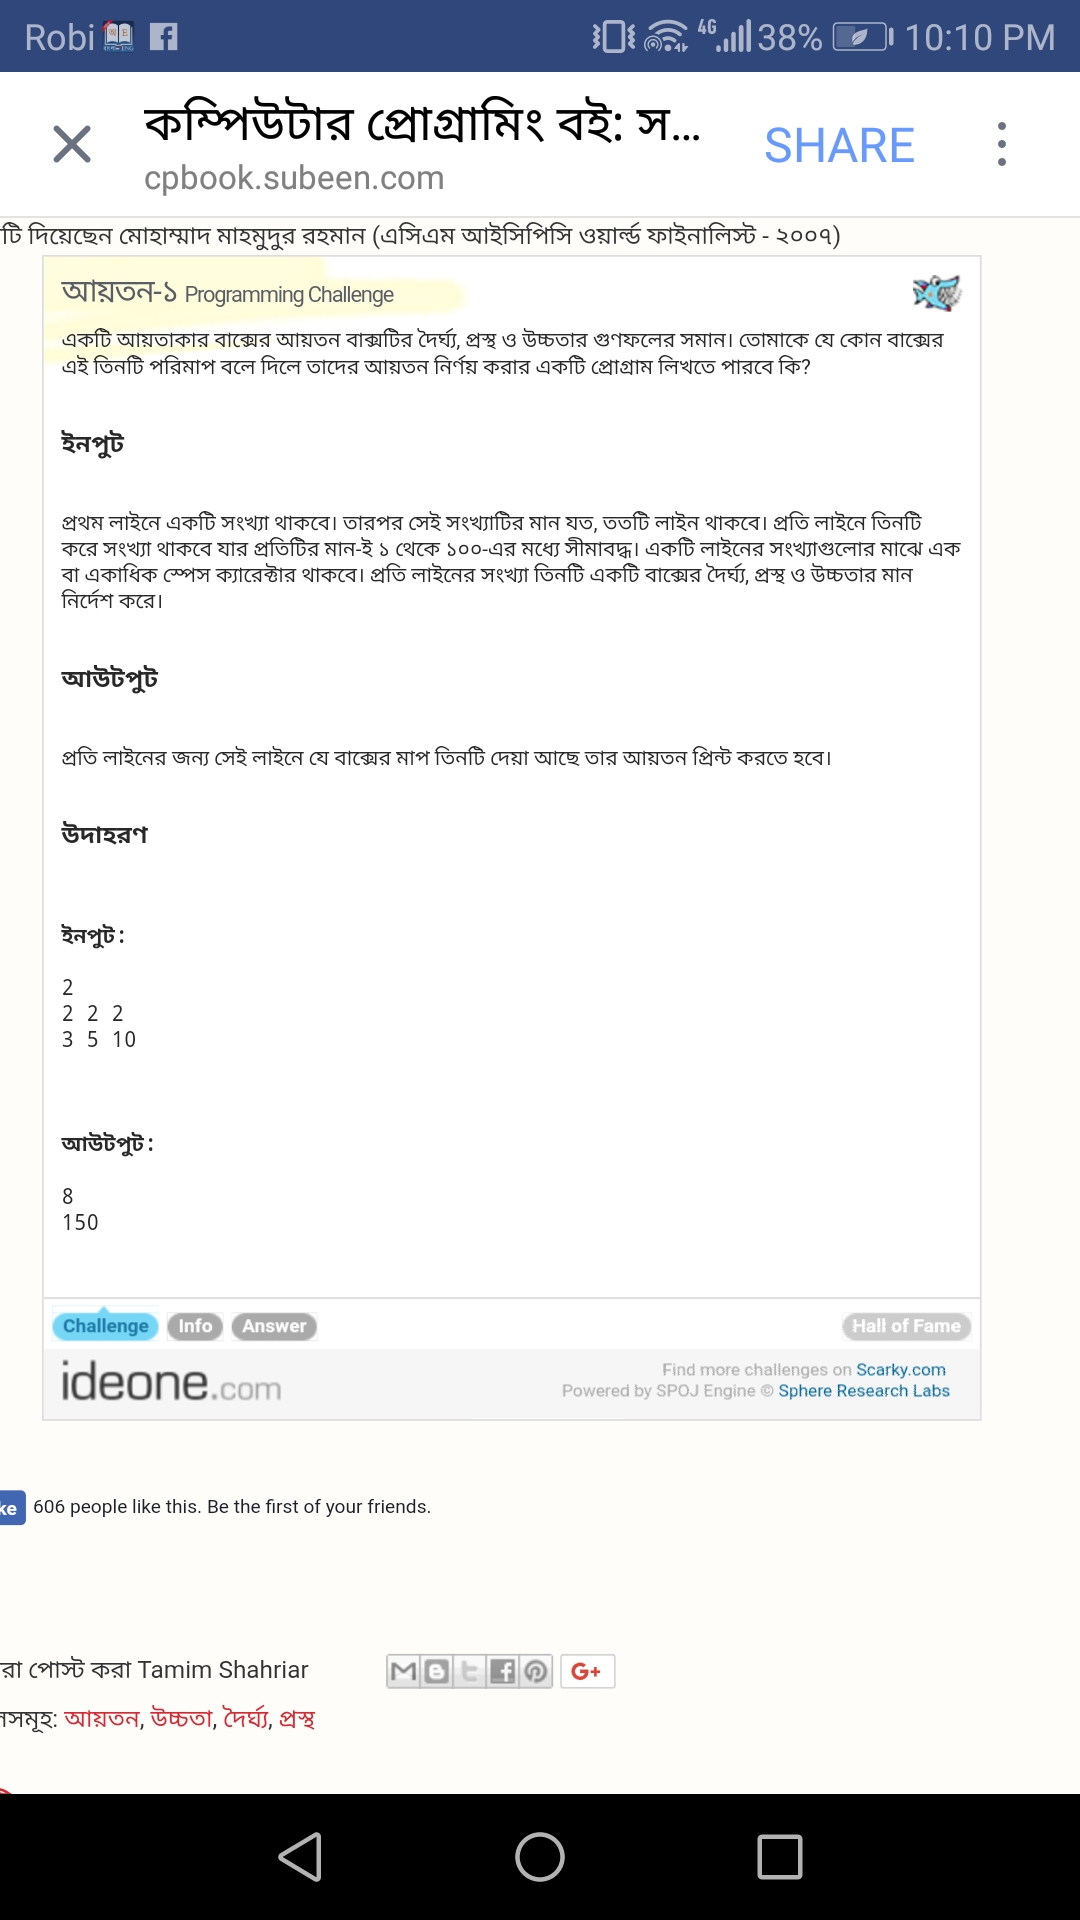 Robi 4G 38% 10:10 PM
কম্পিউটার প্রোগ্রামিং বই: স...
cpbook.subeen.com
SHARE
টি দিয়েছেন মোহাম্মাদ মাহমুদুর রহমান (এসিএম আইসিপিসি ওয়ার্ল্ড ফাইনালিস্ট - ২০০৭)
আয়তন-১ Programming Challenge
একটি আয়তাকার বাক্সের আয়তন বাক্সটির দৈর্ঘ্য, প্রস্থ ও উচ্চতার গুণফলের সমান। তোমাকে যে কোন বাক্সের
এই তিনটি পরিমাপ বলে দিলে তাদের আয়তন নির্ণয় করার একটি প্রোগ্রাম লিখতে পারবে কি?
ইনপুট
প্রথম লাইনে একটি সংখ্যা থাকবে। তারপর সেই সংখ্যাটির মান যত, ততটি লাইন থাকবে। প্রতি লাইনে তিনটি
করে সংখ্যা থাকবে যার প্রতিটির মান-ই ১ থেকে ১০০-এর মধ্যে সীমাবদ্ধ। একটি লাইনের সংখ্যাগুলোর মাঝে এক
বা একাধিক স্পেস ক্যারেক্টার থাকবে। প্রতি লাইনের সংখ্যা তিনটি একটি বাক্সের দৈর্ঘ্য, প্রস্থ ও উচ্চতার মান
নির্দেশ করে।
আউটপুট
প্রতি লাইনের জন্য সেই লাইনে যে বাক্সের মাপ তিনটি দেয়া আছে তার আয়তন প্রিন্ট করতে হবে।
উদাহরণ
ইনপুট :
2
2 2 2
3 5 10
আউটপুট :
8
150
Challenge Info Answer Hall of Fame
ideone.com
Find more challenges on Scarky.com
Powered by SPOJ Engine © Sphere Research Labs
ke 606 people like this. Be the first of your friends.
রা পোস্ট করা Tamim Shahriar G+
সমূহ: আয়তন, উচ্চতা, দৈর্ঘ্য, প্রস্থ